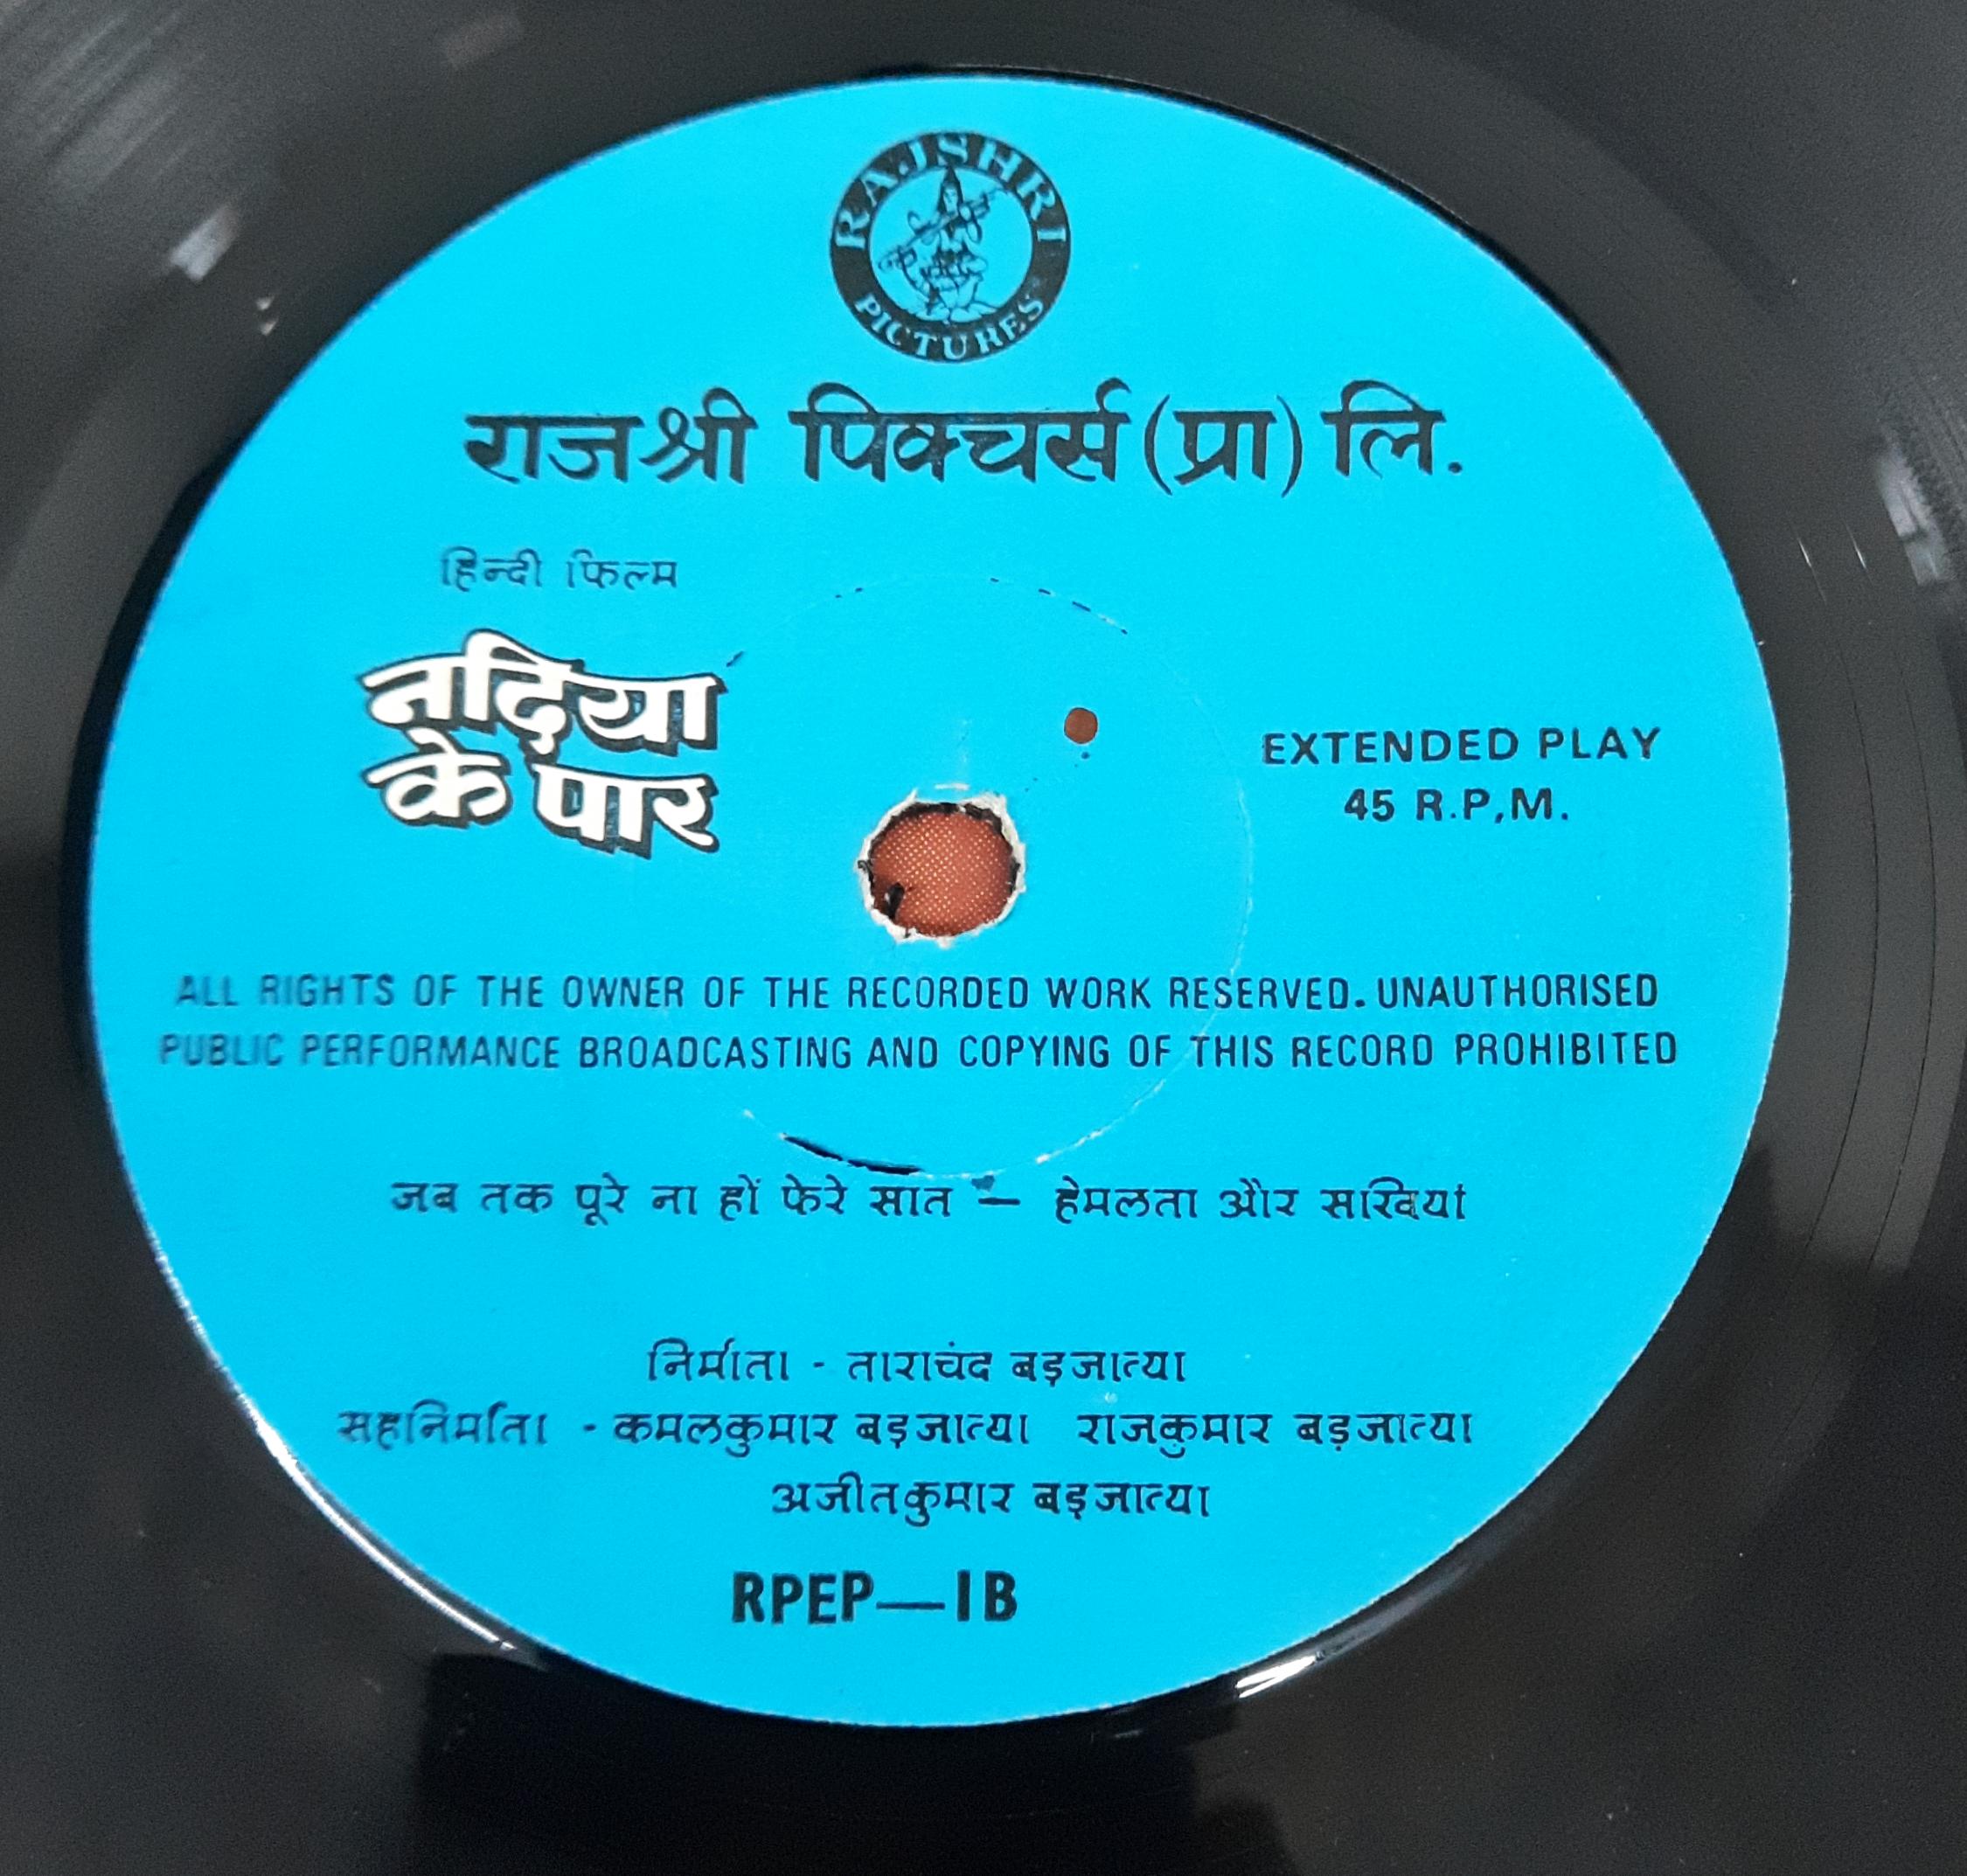 RAJSHRI PICTURES
राजश्री पिक्चर्स (प्रा) लि.
हिन्दी फिल्म
नदिया
के पार
EXTENDED PLAY
45 R.P.M.
ALL RIGHTS OF THE OWNER OF THE RECORDED WORK RESERVED. UNAUTHORISED
PUBLIC PERFORMANCE BROADCASTING AND COPYING OF THIS RECORD PROHIBITED
जब तक पूरे ना हों फेरे सात — हेमलता और सखियां
निर्माता - ताराचंद बड़जात्या
सहनिर्माता - कमलकुमार बड़जात्या राजकुमार बड़जात्या
अजीतकुमार बड़जात्या
RPEP—1B